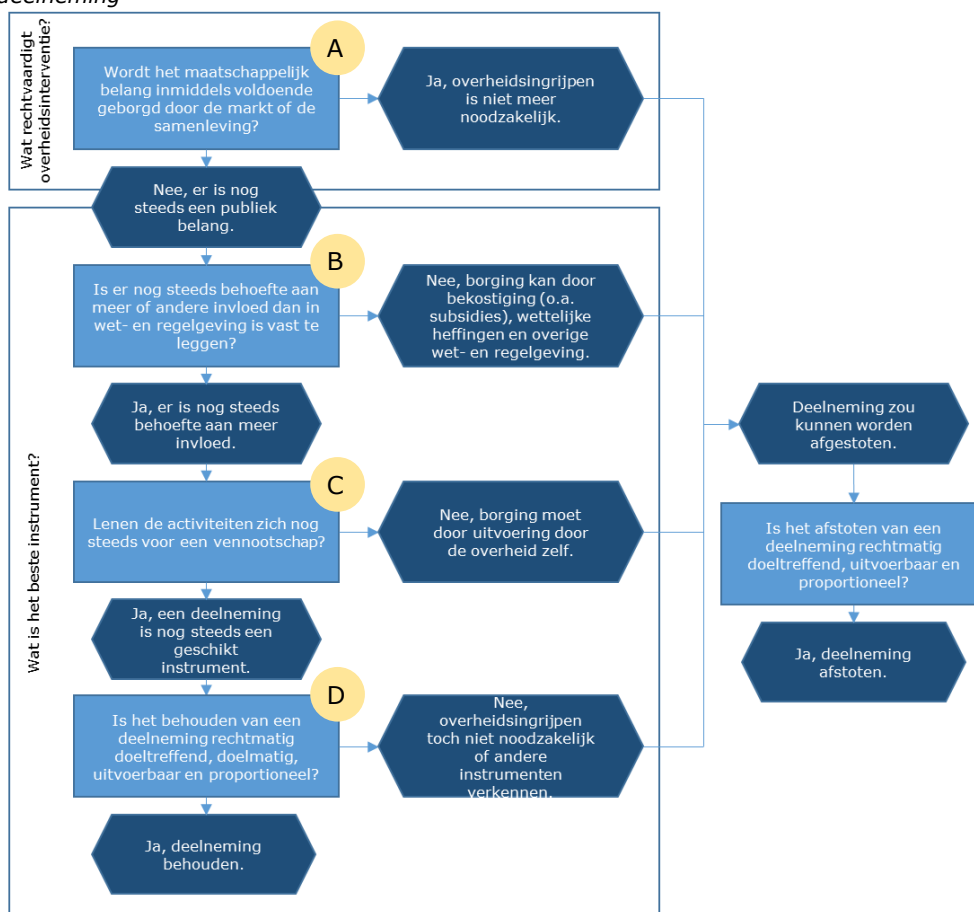 deelneming
Wat rechtvaardigt
overheidsinterventie?
A
Wordt het maatschappelijk
belang inmiddels voldoende
geborgd door de markt of de
samenleving?
Ja, overheidsingrijpen
is niet meer
noodzakelijk.
Nee, er is nog
steeds een publiek
belang.
Wat is het beste instrument?
B
Is er nog steeds behoefte aan
meer of andere invloed dan in
wet- en regelgeving is vast te
leggen?
Nee, borging kan door
bekostiging (o.a.
subsidies), wettelijke
heffingen en overige
wet- en regelgeving.
Ja, er is nog steeds
behoefte aan meer
invloed.
C
Lenen de activiteiten zich nog
steeds voor een vennootschap?
Nee, borging moet
door uitvoering door
de overheid zelf.
Ja, een deelneming
is nog steeds een
geschikt
instrument.
D
Is het behouden van een
deelneming rechtmatig
doeltreffend, doelmatig,
uitvoerbaar en proportioneel?
Nee,
overheidsingrijpen
toch niet noodzakelijk
of andere
instrumenten
verkennen.
Ja, deelneming
behouden.
Deelneming zou
kunnen worden
afgestoten.
Is het afstoten van een
deelneming rechtmatig
doeltreffend, uitvoerbaar en
proportioneel?
Ja, deelneming
afstoten.